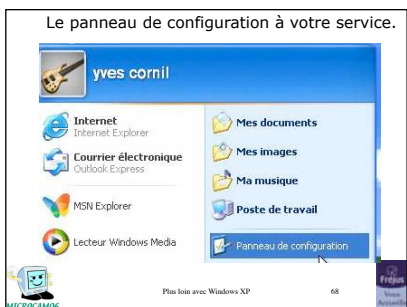 Le panneau de configuration à votre service.
yves cornil
Internet
Internet Explorer
Courrier électronique
Outlook Express
MSN Explorer
Lecteur Windows Media
Mes documents
Mes images
Ma musique
Poste de travail
Panneau de configuration
MICROCAM06
Plus loin avec Windows XP
68
Fréjus
Vous
Accueille